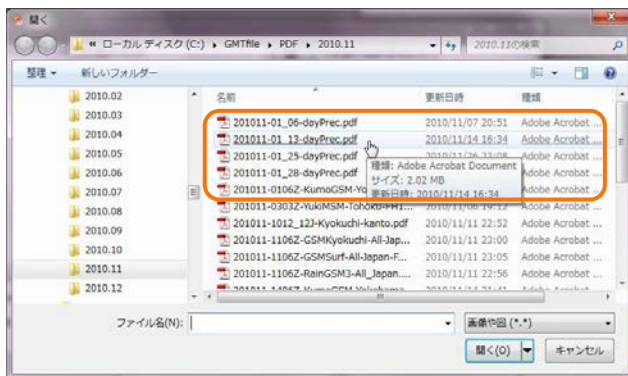 開く
« ローカル ディスク (C:) ▸ GMTfile ▸ PDF ▸ 2010.11
2010.11の検索
整理
新しいフォルダー
名前 更新日時 種類
2010.02
2010.03
2010.04
2010.05
2010.06
2010.07
2010.08
2010.09
2010.10
2010.11
2010.12
201011-01_06-dayPrec.pdf 2010/11/07 20:51 Adobe Acrobat ...
201011-01_13-dayPrec.pdf 2010/11/14 16:34 Adobe Acrobat ...
201011-01_25-dayPrec.pdf Adobe Acrobat ...
201011-01_28-dayPrec.pdf
201011-0106Z-KumoGSM-Yo
種類: Adobe Acrobat Document
サイズ: 2.02 MB
更新日時: 2010/11/14 16:34
201011-0303Z-YukiMSM-Tohoku-FH1... 2010/11/06 19:12 Adobe Acrobat ...
201011-1012_12J-Kyokuchi-kanto.pdf 2010/11/11 22:52 Adobe Acrobat ...
201011-1106Z-GSMKyokuchi-All-Jap... 2010/11/11 23:00 Adobe Acrobat ...
201011-1106Z-GSMSurf-All-Japan-F... 2010/11/11 23:05 Adobe Acrobat ...
201011-1106Z-RainGSM3-All_Japan.... 2010/11/11 22:56 Adobe Acrobat ...
ファイル名(N):
画像や図 (*.*)
開く(O)
キャンセル